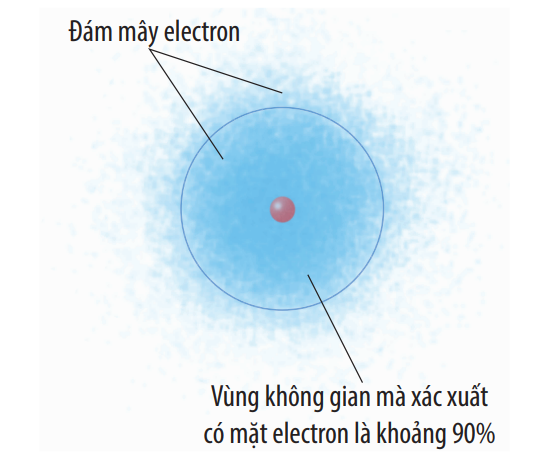 Đám mây electron
Vùng không gian mà xác xuất
có mặt electron là khoảng 90%